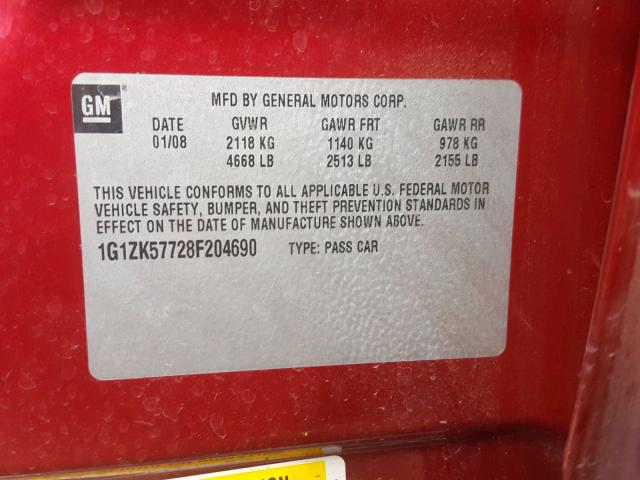 GM
MFD BY GENERAL MOTORS CORP.
DATE GVWR GAWR FRT GAWR RR
01/08 2118 KG 1140 KG 978 KG
4668 LB 2513 LB 2155 LB
THIS VEHICLE CONFORMS TO ALL APPLICABLE U.S. FEDERAL MOTOR
VEHICLE SAFETY, BUMPER, AND THEFT PREVENTION STANDARDS IN
EFFECT ON THE DATE OF MANUFACTURE SHOWN ABOVE.
1G1ZK57728F204690 TYPE: PASS CAR